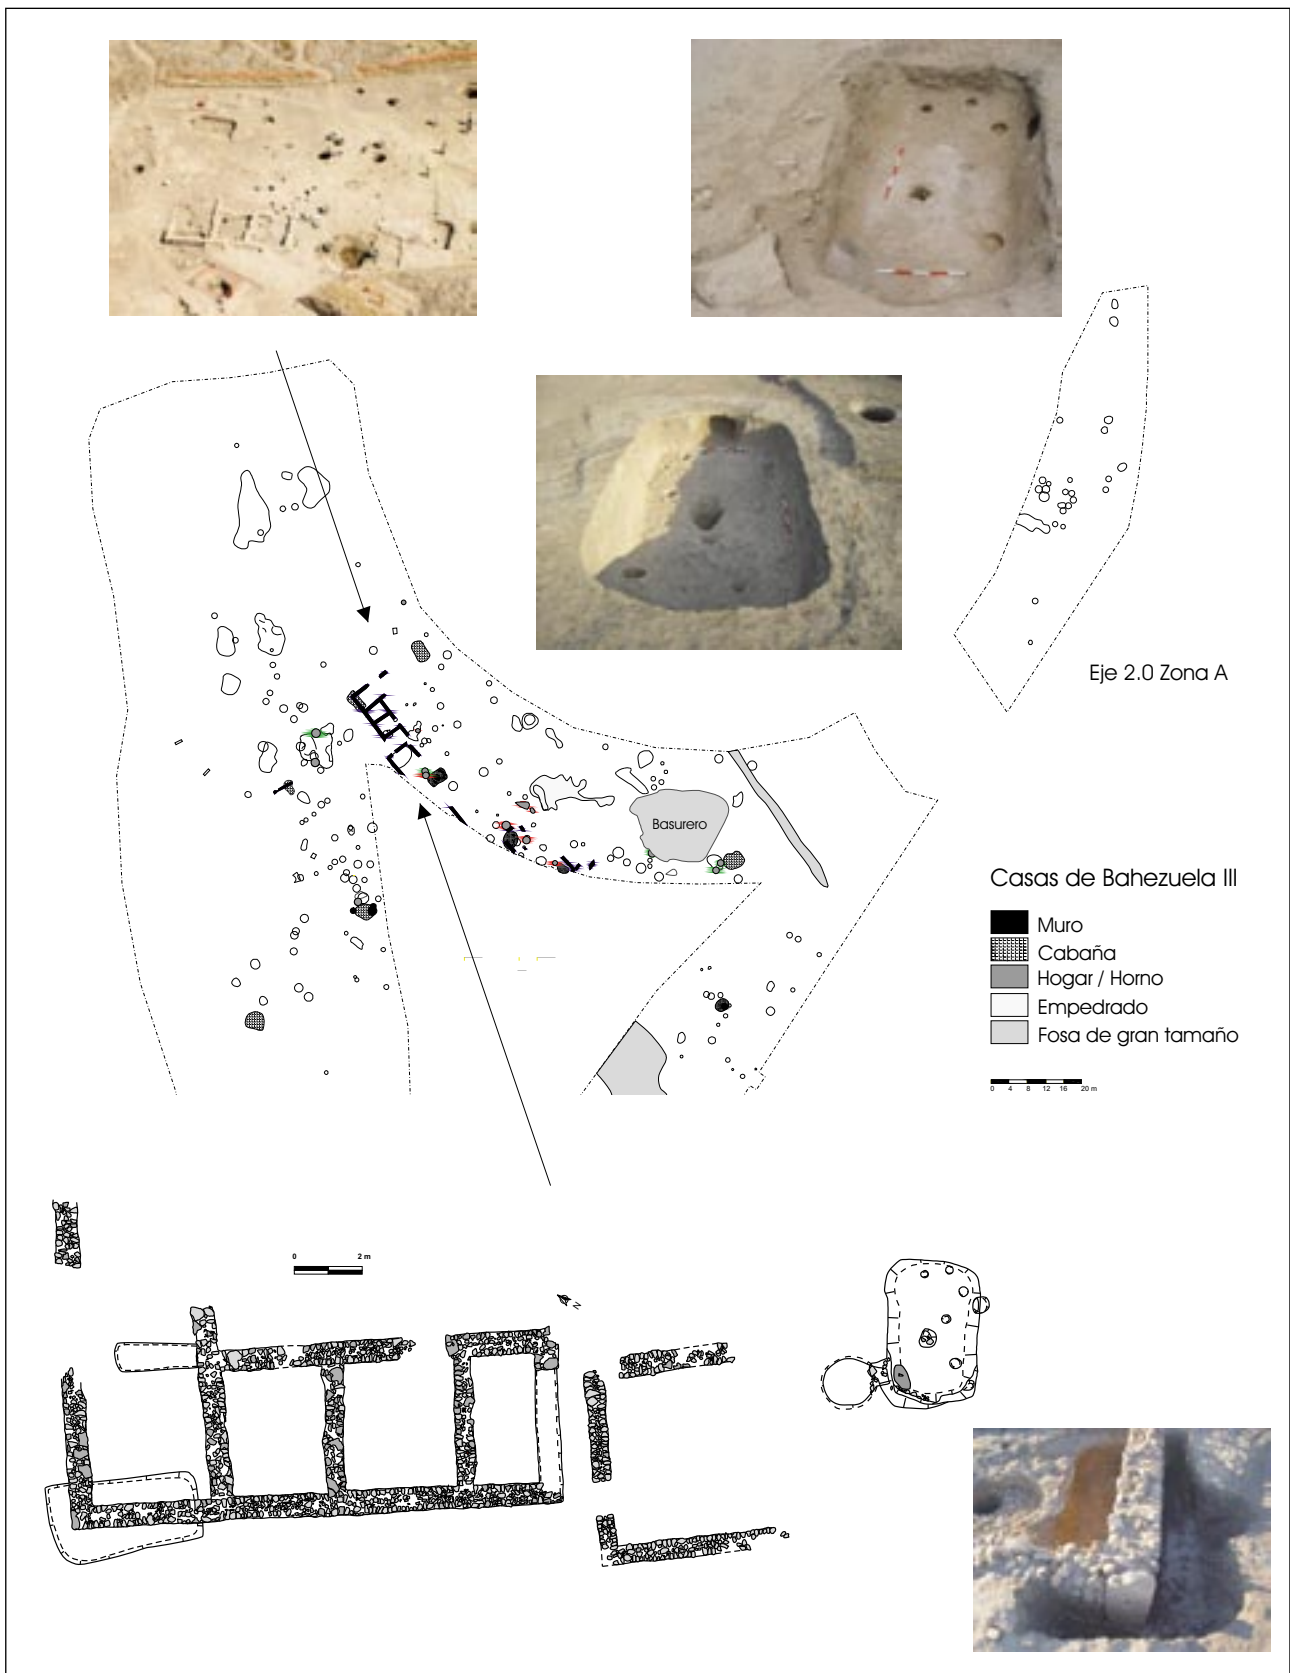 Eje 2.0 Zona A
Basurero
Casas de Bahezuela III
Muro
Cabaña
Hogar / Horno
Empedrado
Fosa de gran tamaño
0 4 8 12 16 20 m
0 2 m
N